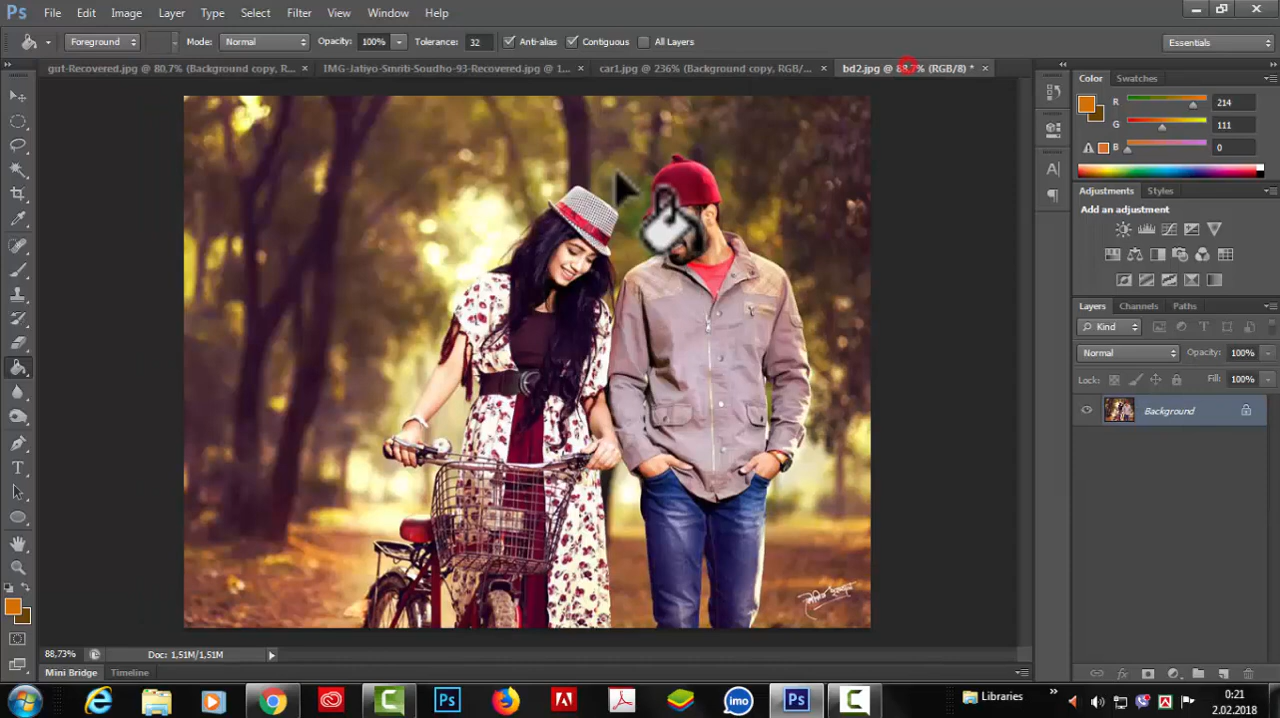 Ps File Edit Image Layer Type Select Filter View Window Help
Foreground Mode: Normal Opacity: 100% Tolerance: 32 Anti-alias Contiguous All Layers Essentials
gut-Recovered.jpg @ 80,7% (Background copy, R... × IMG-Jatiyo-Smriti-Soudho-93-Recovered.jpg @ 1... × car1.jpg @ 236% (Background copy, RGB/... × bd2.jpg @ (RGB/8) * ×
Color Swatches
R 214
G 111
B 0
Adjustments Styles
Add an adjustment
Layers Channels Paths
Kind
Normal Opacity: 100%
Lock: Fill: 100%
Background
88,73% Doc: 1,51M/1,51M
Mini Bridge Timeline
Libraries 0:21
2.02.2018